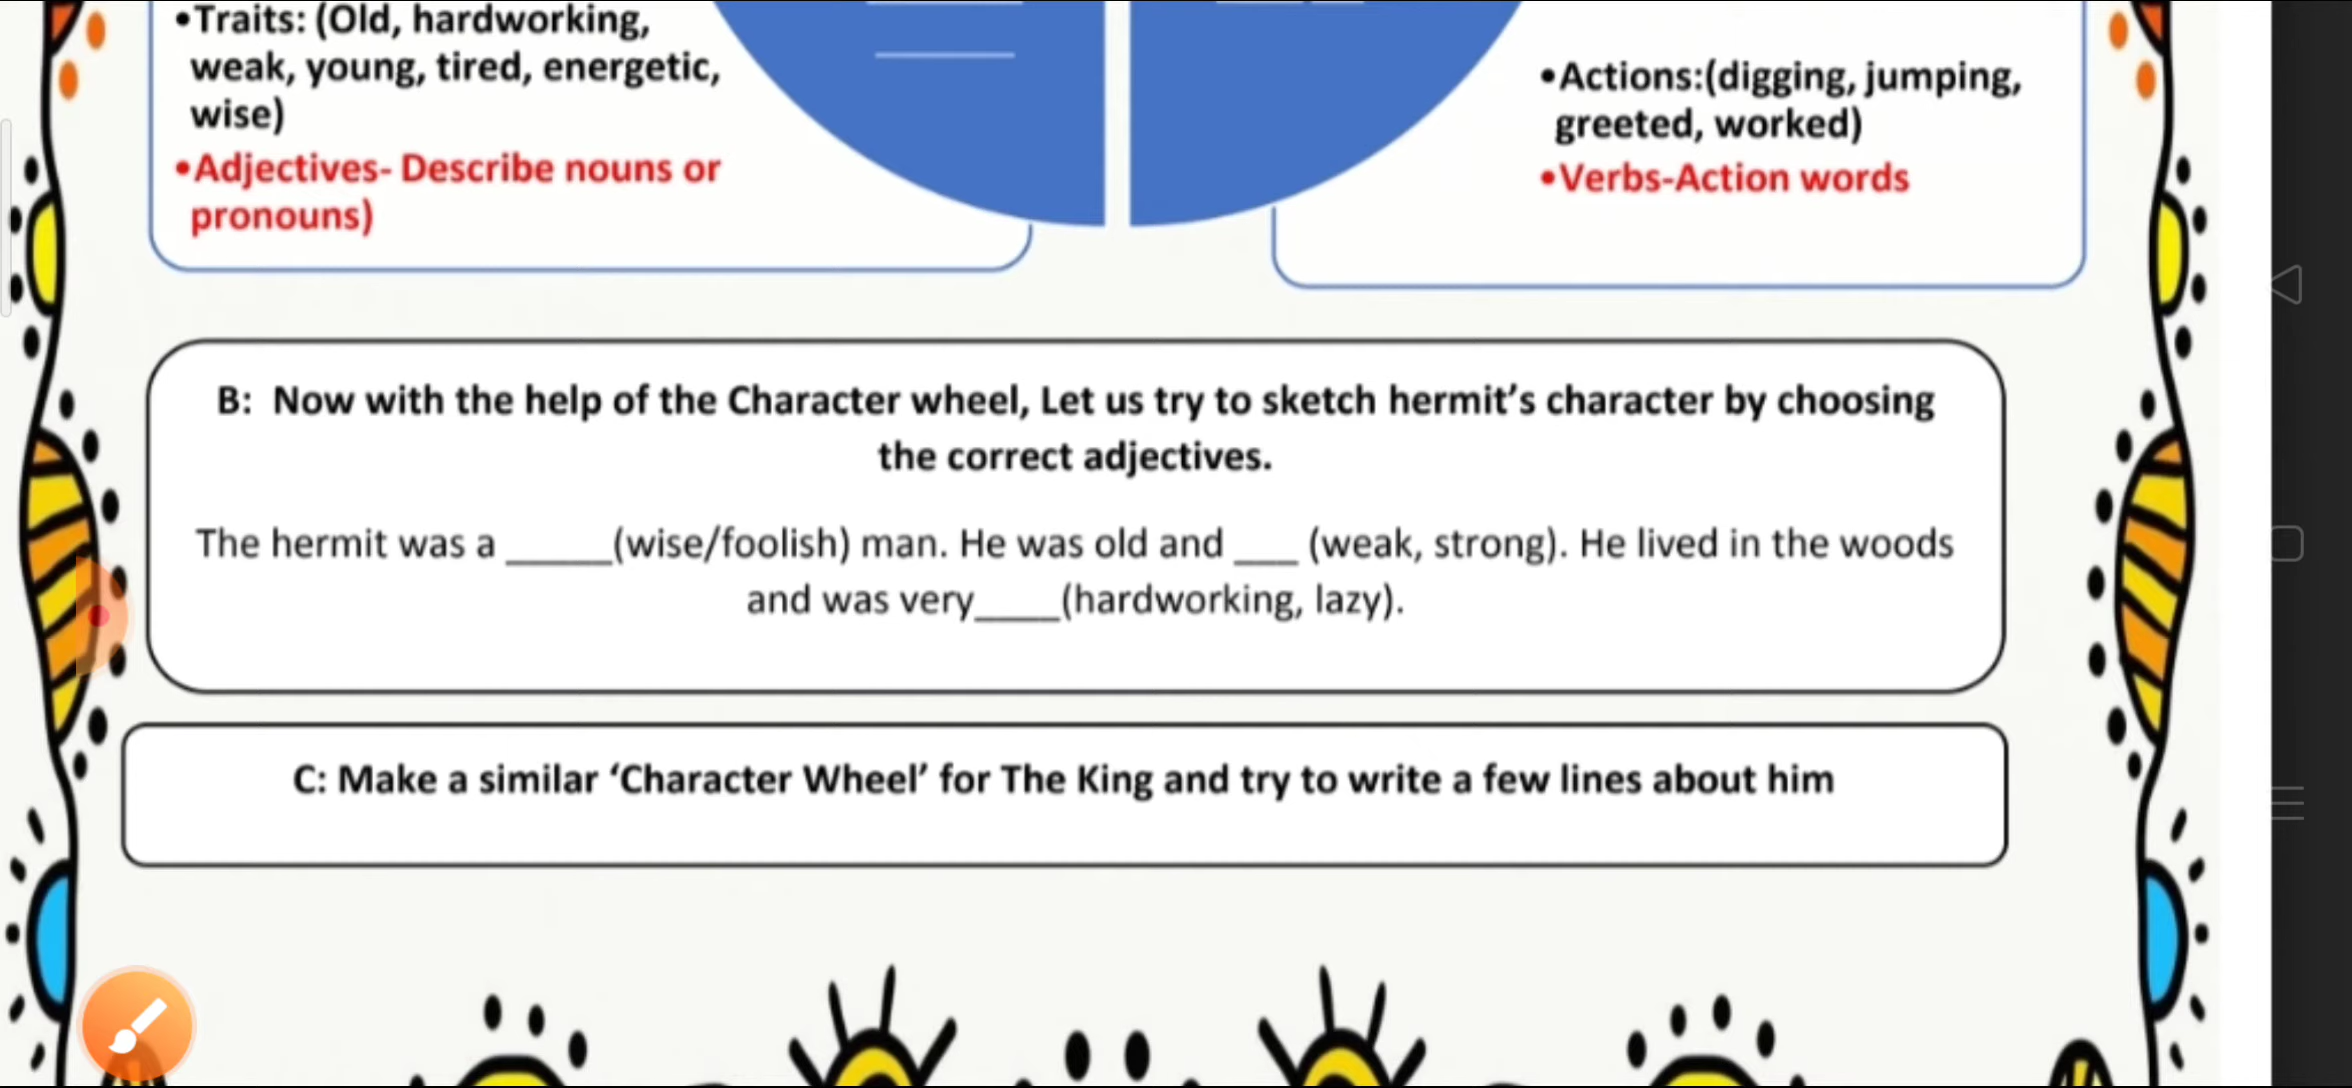 •Traits: (Old, hardworking,
weak, young, tired, energetic,
wise)
•Adjectives- Describe nouns or
pronouns)
•Actions:(digging, jumping,
greeted, worked)
•Verbs-Action words
B:  Now with the help of the Character wheel, Let us try to sketch hermit’s character by choosing
the correct adjectives.
The hermit was a _____(wise/foolish) man. He was old and ___ (weak, strong). He lived in the woods
and was very____(hardworking, lazy).
C: Make a similar ‘Character Wheel’ for The King and try to write a few lines about him